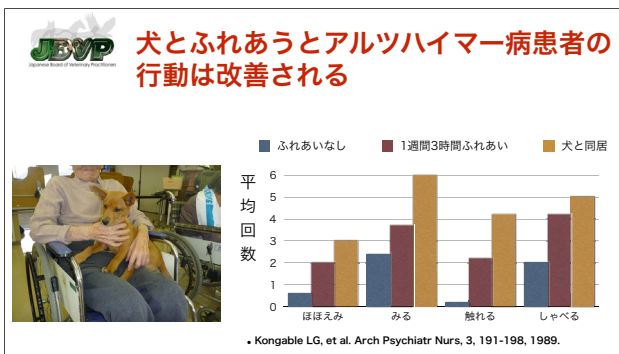 JBVP
Japanese Board of Veterinary Practitioners
犬とふれあうとアルツハイマー病患者の
行動は改善される
ふれあいなし 1週間3時間ふれあい 犬と同居
平均回数
6
5
4
3
2
1
0
ほほえみ みる 触れる しゃべる
• Kongable LG, et al. Arch Psychiatr Nurs, 3, 191-198, 1989.